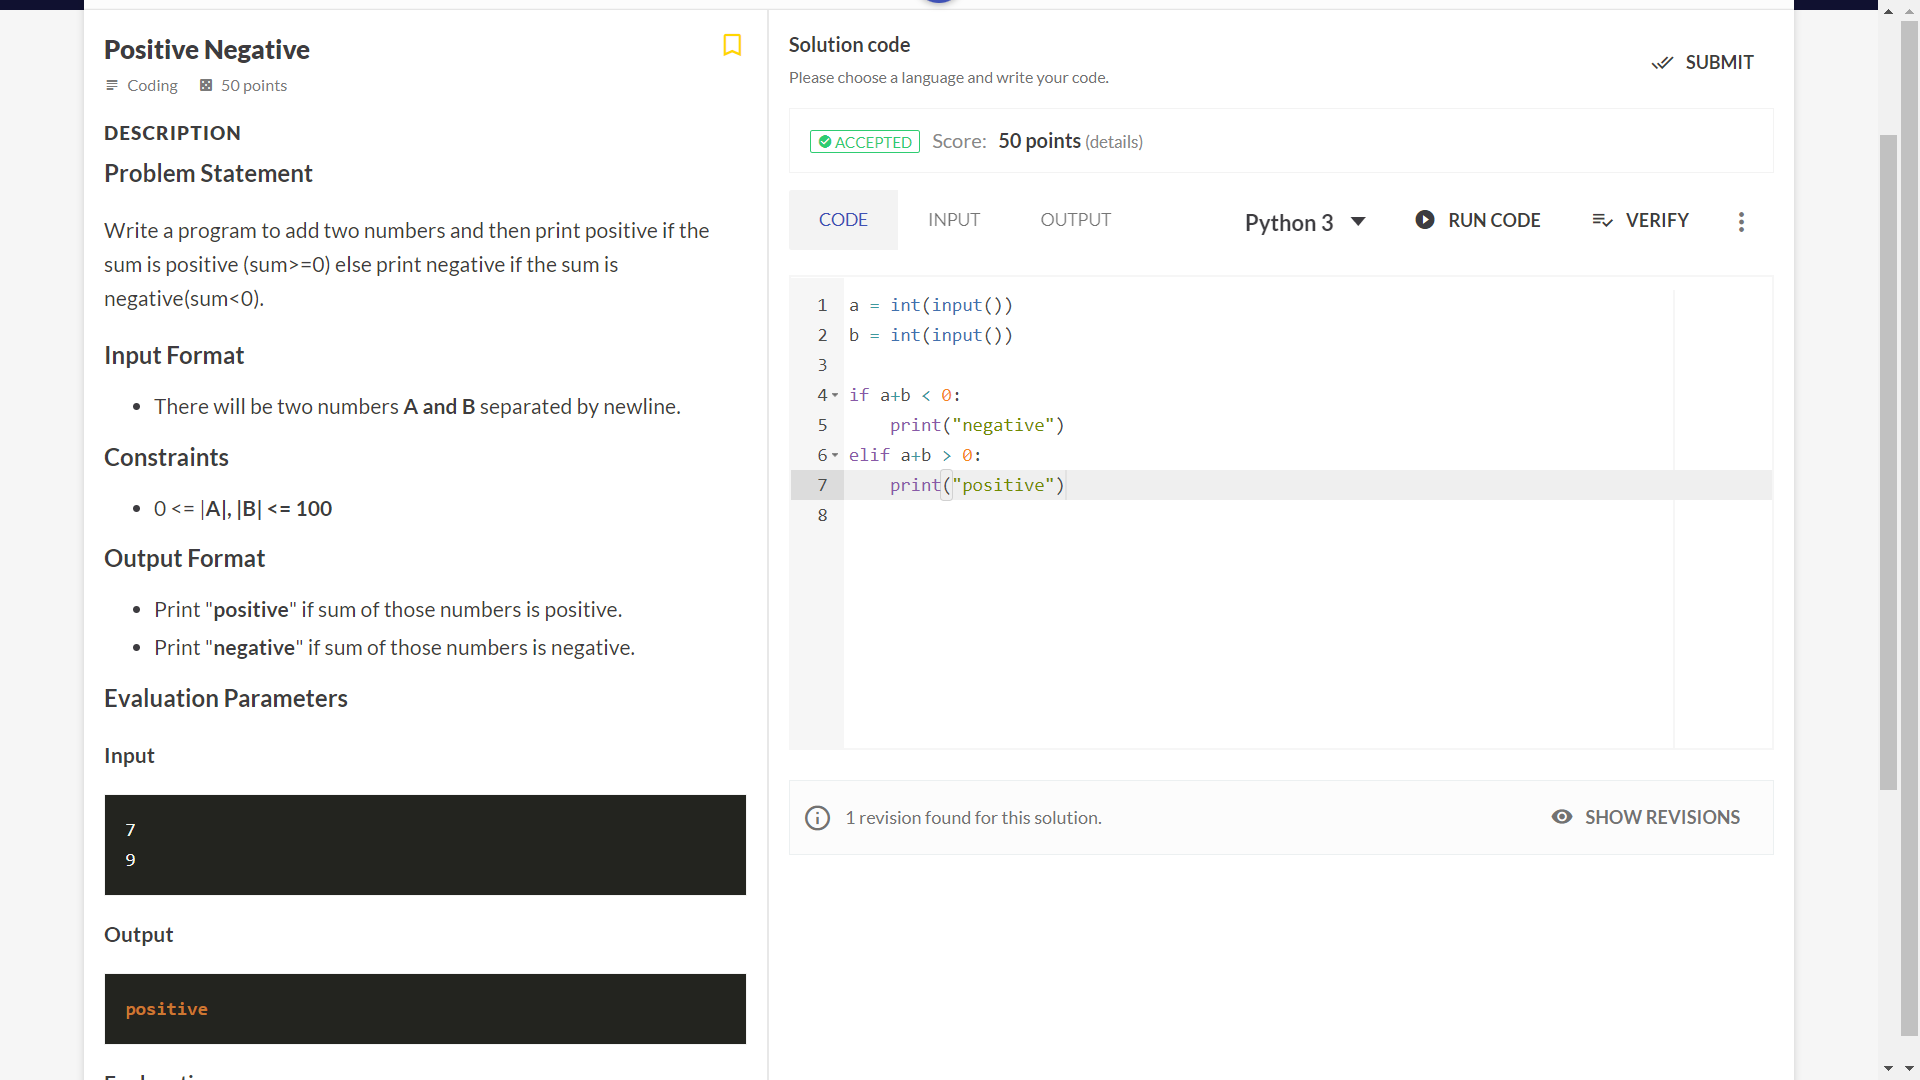 Positive Negative
Coding 50 points
DESCRIPTION
Problem Statement
Write a program to add two numbers and then print positive if the
sum is positive (sum>=0) else print negative if the sum is
negative(sum<0).
Input Format
There will be two numbers A and B separated by newline.
Constraints
0 <= |A|, |B| <= 100
Output Format
Print "positive" if sum of those numbers is positive.
Print "negative" if sum of those numbers is negative.
Evaluation Parameters
Input
7
9
Output
positive
Solution code
Please choose a language and write your code.
SUBMIT
ACCEPTED Score: 50 points (details)
CODE INPUT OUTPUT Python 3 RUN CODE VERIFY
1 a = int(input())
2 b = int(input())
3
4 if a+b < 0:
5     print("negative")
6 elif a+b > 0:
7     print("positive")
8
1 revision found for this solution. SHOW REVISIONS